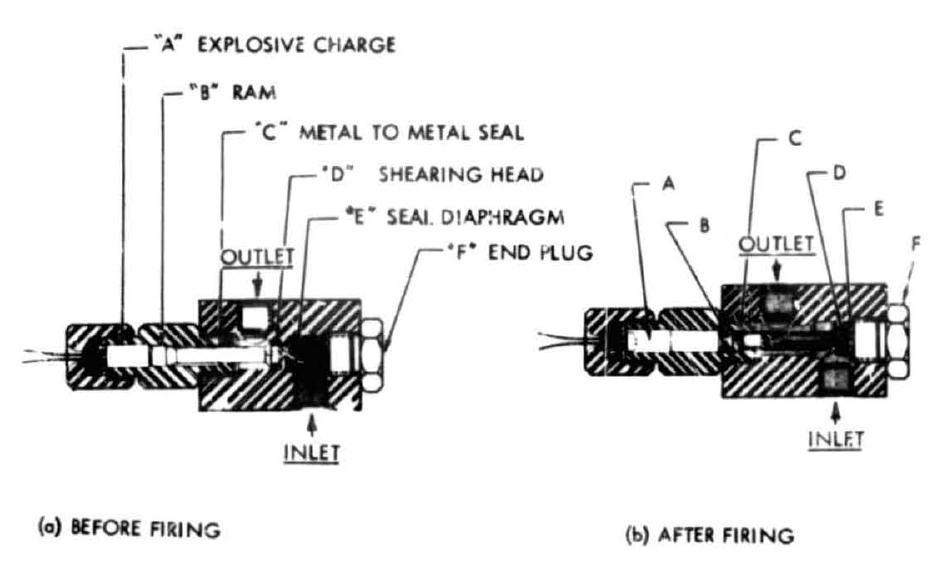 "A" EXPLOSIVE CHARGE
"B" RAM
"C" METAL TO METAL SEAL
"D" SHEARING HEAD
"E" SEAL DIAPHRAGM
"F" END PLUG
OUTLET
INLET
(a) BEFORE FIRING
A
B
C
D
E
F
OUTLET
INLET
(b) AFTER FIRING